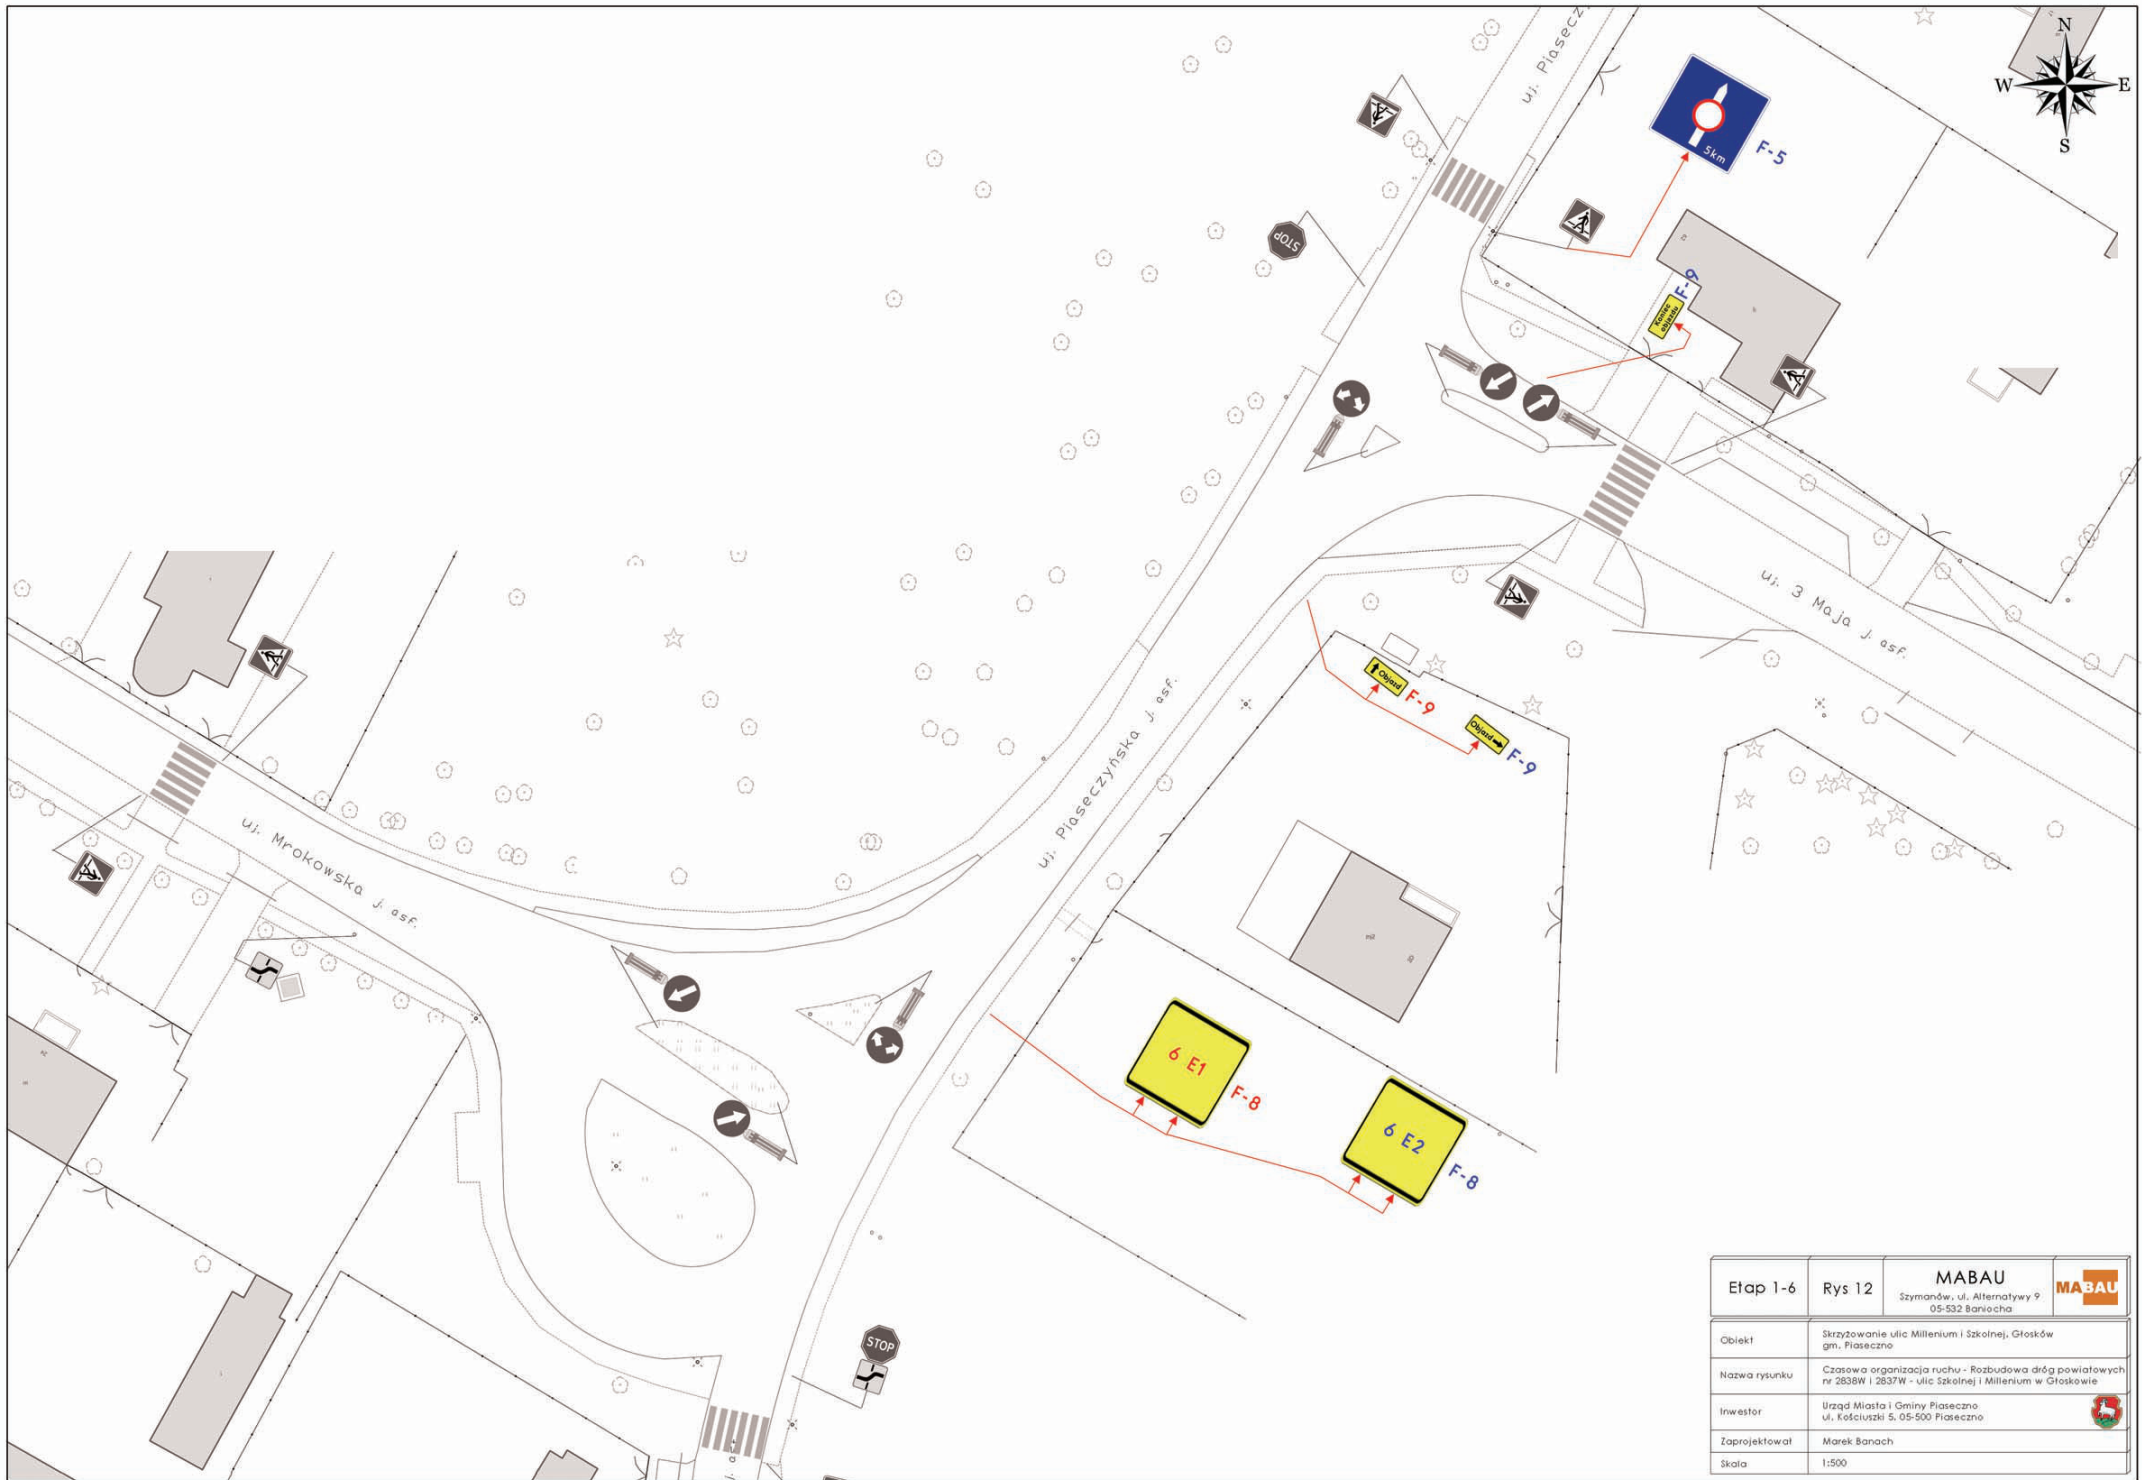 ul. Piasecz
N
W
E
S
5km
F-5
STOP
F-9
Koniec
objazdu
ul. 3 Maja j. asf.
Objazd
F-9
Objazd
F-9
ul. Piaseczyńska j. asf.
ul. Mrokowska j. asf.
6 E1
F-8
6 E2
F-8
STOP
Etap 1-6
Rys 12
MABAU
Szymanów, ul. Alternatywy 9
05-532 Baniocha
MABAU
Obiekt
Skrzyżowanie ulic Millenium i Szkolnej, Głosków
gm. Piaseczno
Nazwa rysunku
Czasowa organizacja ruchu - Rozbudowa dróg powiatowych
nr 2838W i 2837W - ulic Szkolnej i Millenium w Głoskowie
Inwestor
Urząd Miasta i Gminy Piaseczno
ul. Kościuszki 5, 05-500 Piaseczno
Zaprojektował
Marek Banach
Skala
1:500